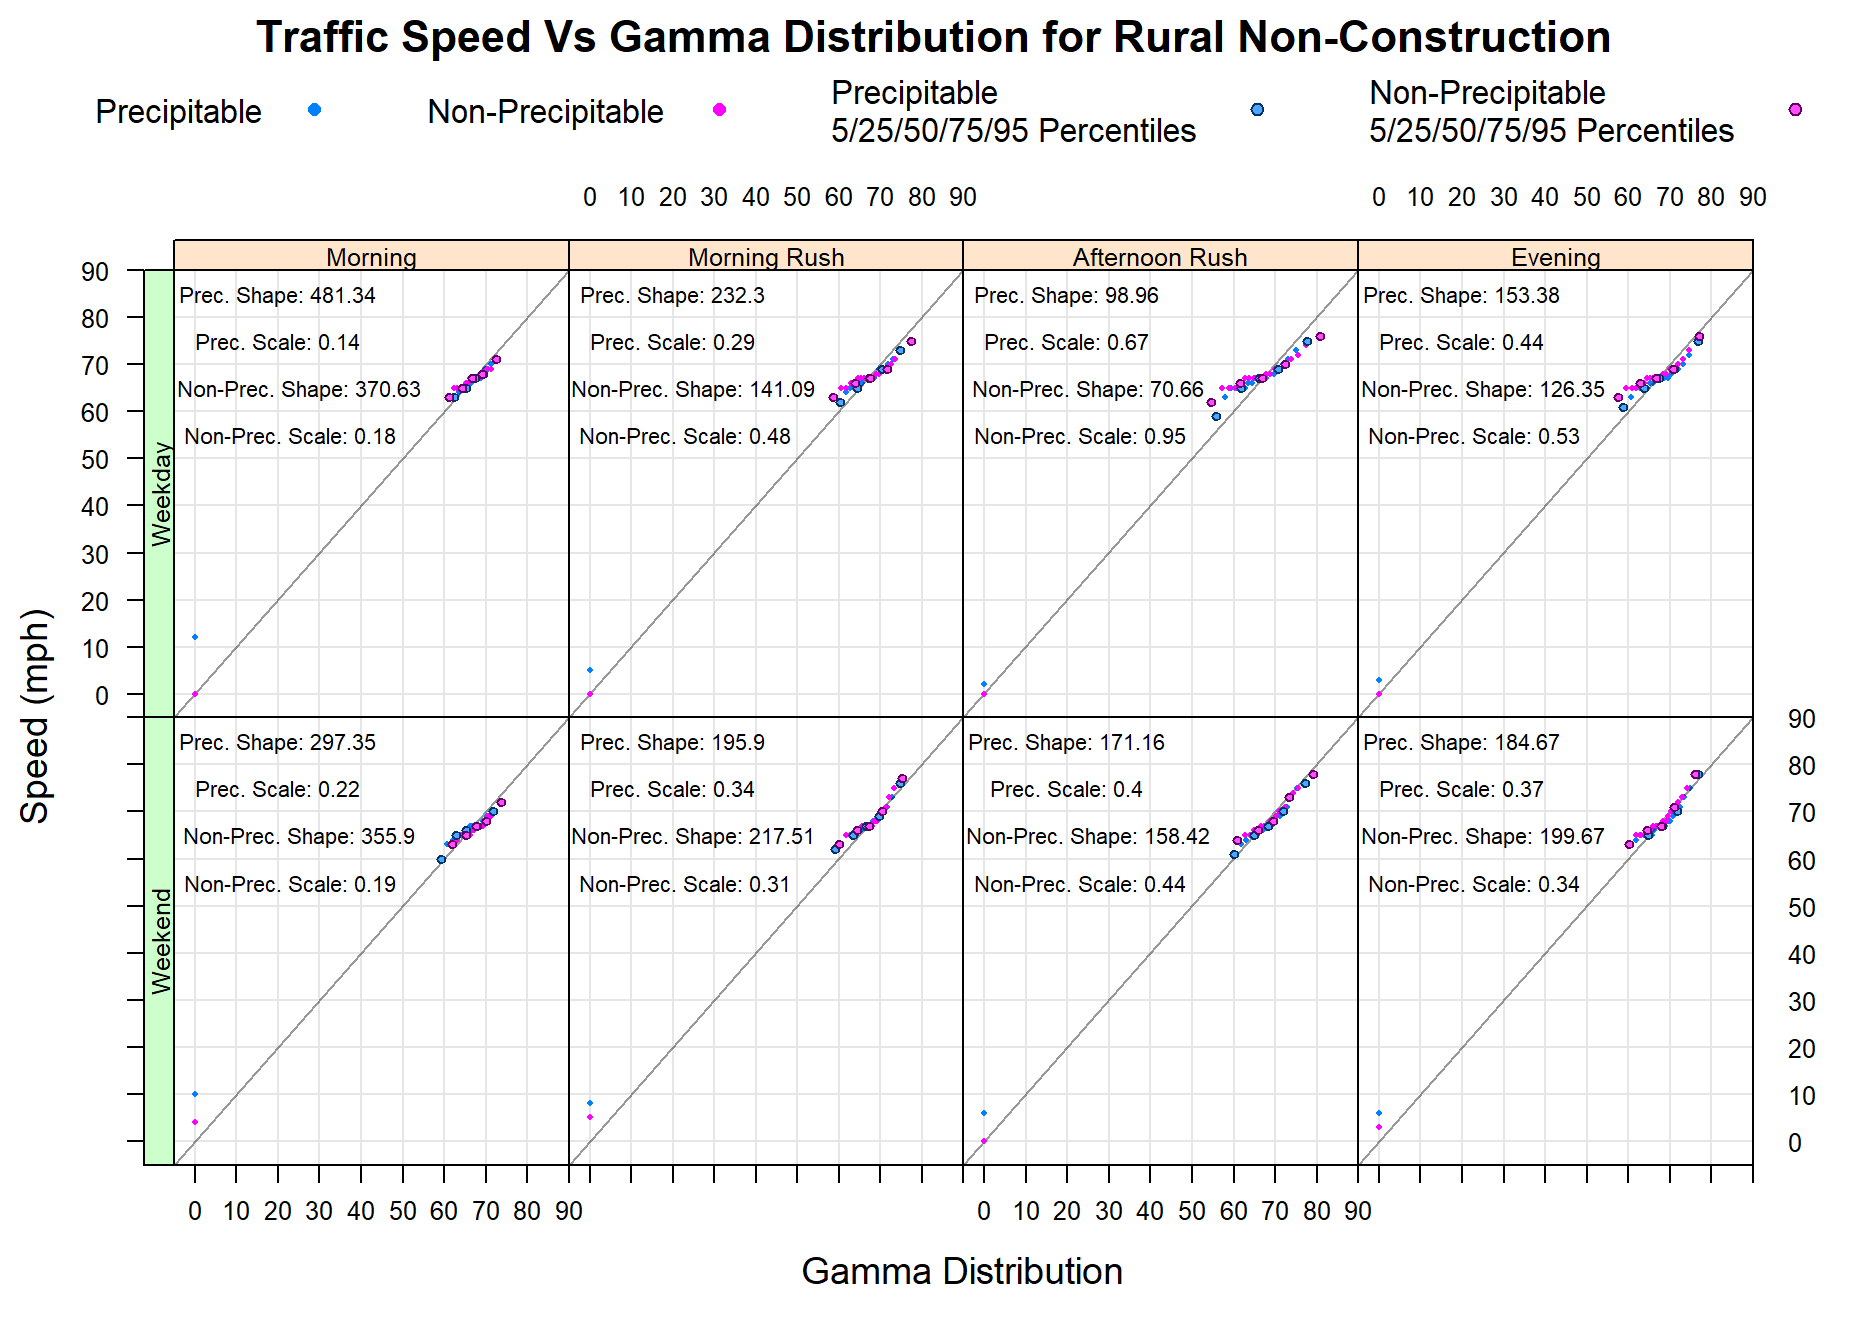 Traffic Speed Vs Gamma Distribution for Rural Non-Construction
Precipitable
Non-Precipitable
Precipitable
5/25/50/75/95 Percentiles
Non-Precipitable
5/25/50/75/95 Percentiles
0 10 20 30 40 50 60 70 80 90
0 10 20 30 40 50 60 70 80 90
Morning
Morning Rush
Afternoon Rush
Evening
Speed (mph)
Weekday
90
80
70
60
50
40
30
20
10
0
Prec. Shape: 481.34
Prec. Scale: 0.14
Non-Prec. Shape: 370.63
Non-Prec. Scale: 0.18
Prec. Shape: 232.3
Prec. Scale: 0.29
Non-Prec. Shape: 141.09
Non-Prec. Scale: 0.48
Prec. Shape: 98.96
Prec. Scale: 0.67
Non-Prec. Shape: 70.66
Non-Prec. Scale: 0.95
Prec. Shape: 153.38
Prec. Scale: 0.44
Non-Prec. Shape: 126.35
Non-Prec. Scale: 0.53
Weekend
Prec. Shape: 297.35
Prec. Scale: 0.22
Non-Prec. Shape: 355.9
Non-Prec. Scale: 0.19
Prec. Shape: 195.9
Prec. Scale: 0.34
Non-Prec. Shape: 217.51
Non-Prec. Scale: 0.31
Prec. Shape: 171.16
Prec. Scale: 0.4
Non-Prec. Shape: 158.42
Non-Prec. Scale: 0.44
Prec. Shape: 184.67
Prec. Scale: 0.37
Non-Prec. Shape: 199.67
Non-Prec. Scale: 0.34
90
80
70
60
50
40
30
20
10
0
0 10 20 30 40 50 60 70 80 90
0 10 20 30 40 50 60 70 80 90
Gamma Distribution